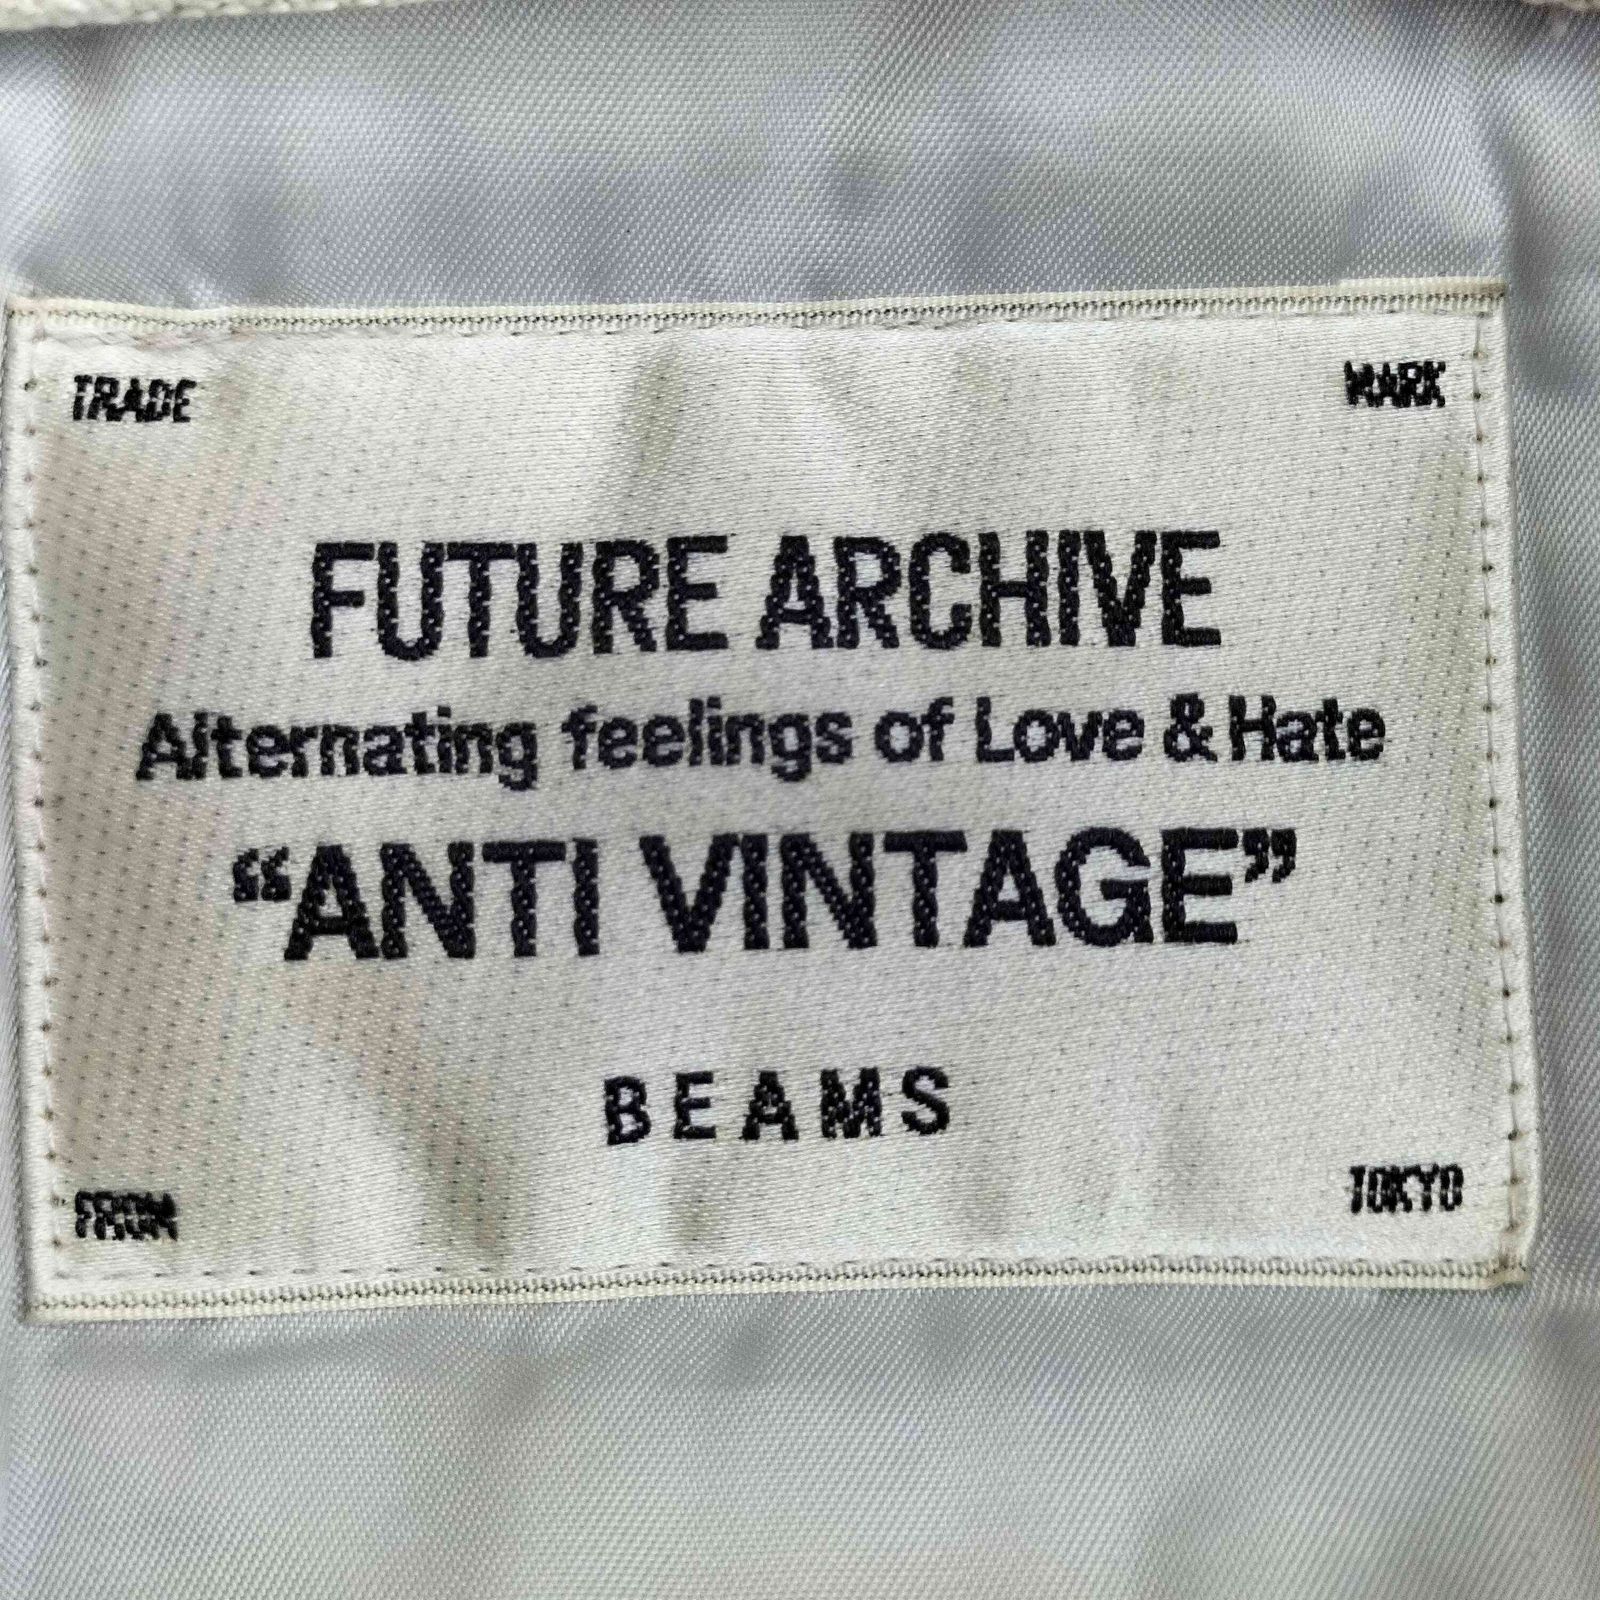 TRADE MARK
FUTURE ARCHIVE
Alternating feelings of Love & Hate
“ANTI VINTAGE”
BEAMS
FROM TOKYO